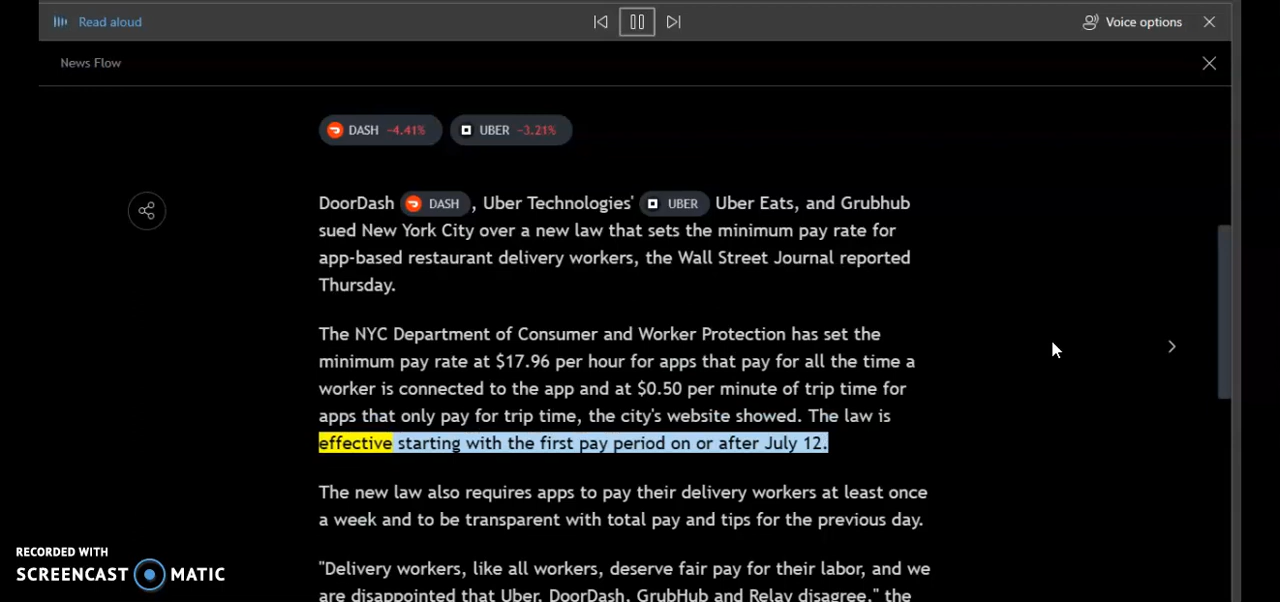 Read aloud
Voice options
News Flow
DASH −4.41% UBER −3.21%
DoorDash DASH , Uber Technologies' UBER Uber Eats, and Grubhub
sued New York City over a new law that sets the minimum pay rate for
app-based restaurant delivery workers, the Wall Street Journal reported
Thursday.
The NYC Department of Consumer and Worker Protection has set the
minimum pay rate at $17.96 per hour for apps that pay for all the time a
worker is connected to the app and at $0.50 per minute of trip time for
apps that only pay for trip time, the city's website showed. The law is
effective starting with the first pay period on or after July 12.
The new law also requires apps to pay their delivery workers at least once
a week and to be transparent with total pay and tips for the previous day.
"Delivery workers, like all workers, deserve fair pay for their labor, and we
are disappointed that Uber, DoorDash, GrubHub and Relay disagree," the
RECORDED WITH
SCREENCAST MATIC